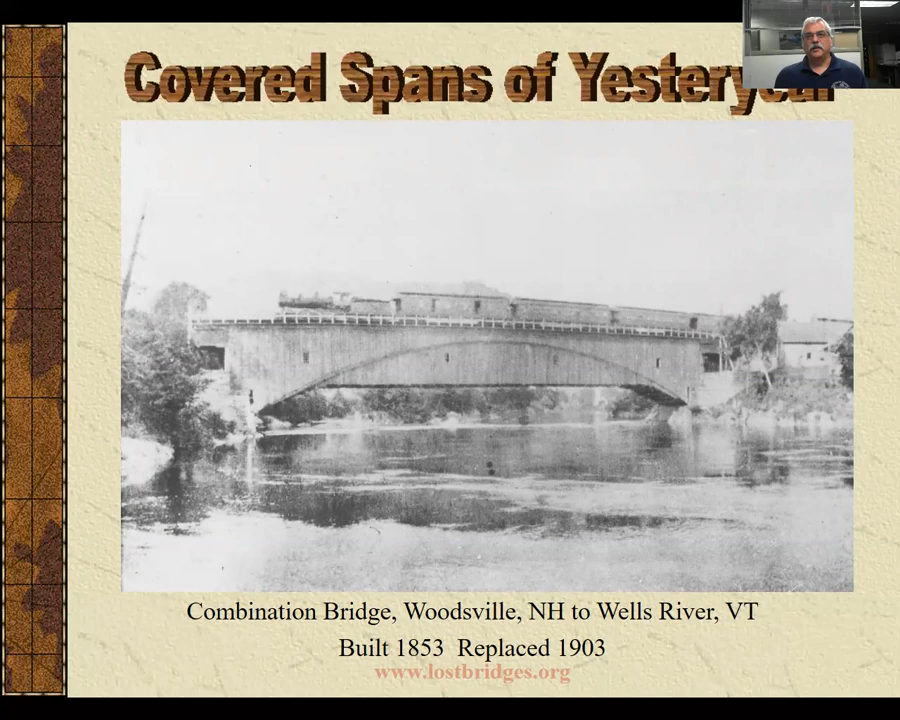 Covered Spans of Yesteryear
Combination Bridge, Woodsville, NH to Wells River, VT
Built 1853 Replaced 1903
www.lostbridges.org